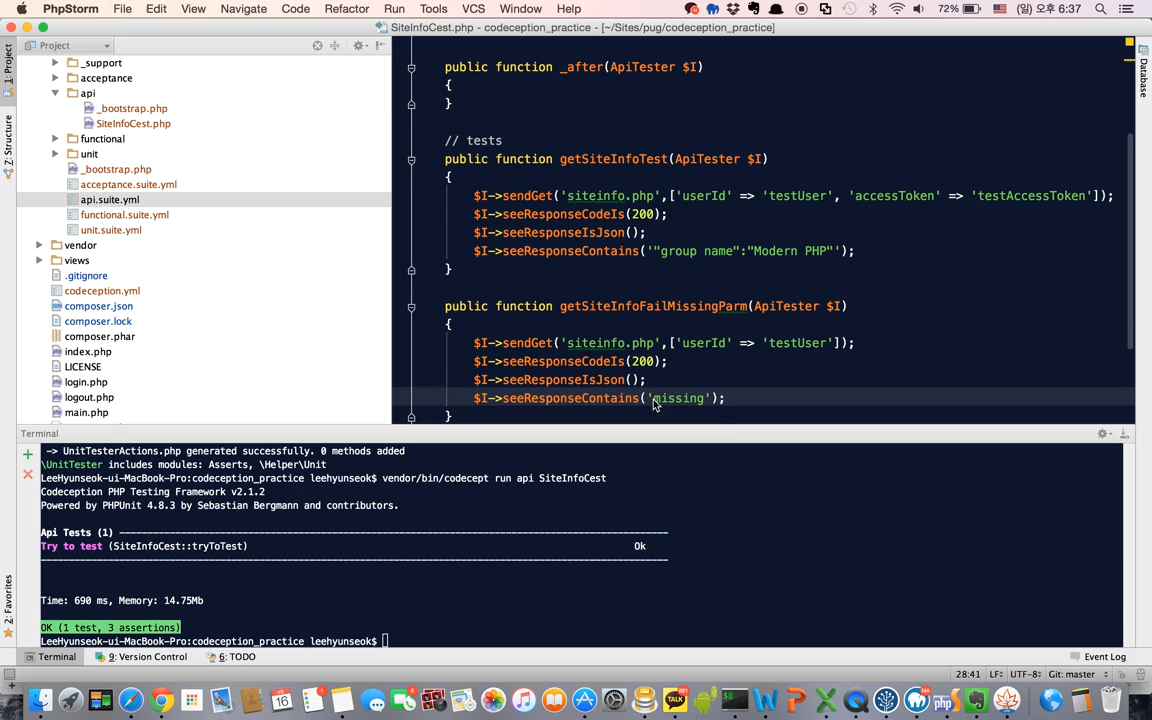 PhpStorm File Edit View Navigate Code Refactor Run Tools VCS Window Help 72% (일) 오후 6:37
SiteInfoCest.php - codeception_practice - [~/Sites/pug/codeception_practice]
Project
1: Project
Z: Structure
2: Favorites
Database
_support
acceptance
api
_bootstrap.php
SiteInfoCest.php
functional
unit
_bootstrap.php
acceptance.suite.yml
api.suite.yml
functional.suite.yml
unit.suite.yml
vendor
views
.gitignore
codeception.yml
composer.json
composer.lock
composer.phar
index.php
LICENSE
login.php
logout.php
main.php
public function _after(ApiTester $I)
{
}
// tests
public function getSiteInfoTest(ApiTester $I)
{
$I->sendGet('siteinfo.php',['userId' => 'testUser', 'accessToken' => 'testAccessToken']);
$I->seeResponseCodeIs(200);
$I->seeResponseIsJson();
$I->seeResponseContains('"group name":"Modern PHP"');
}
public function getSiteInfoFailMissingParm(ApiTester $I)
{
$I->sendGet('siteinfo.php',['userId' => 'testUser']);
$I->seeResponseCodeIs(200);
$I->seeResponseIsJson();
$I->seeResponseContains('missing');
}
Terminal
-> UnitTesterActions.php generated successfully. 0 methods added
\UnitTester includes modules: Asserts, \Helper\Unit
LeeHyunseok-ui-MacBook-Pro:codeception_practice leehyunseok$ vendor/bin/codecept run api SiteInfoCest
Codeception PHP Testing Framework v2.1.2
Powered by PHPUnit 4.8.3 by Sebastian Bergmann and contributors.
Api Tests (1) ----------
Try to test (SiteInfoCest::tryToTest) Ok
Time: 690 ms, Memory: 14.75Mb
OK (1 test, 3 assertions)
LeeHyunseok-ui-MacBook-Pro:codeception_practice leehyunseok$
Terminal 9: Version Control 6: TODO Event Log
28:41 LF UTF-8 Git: master